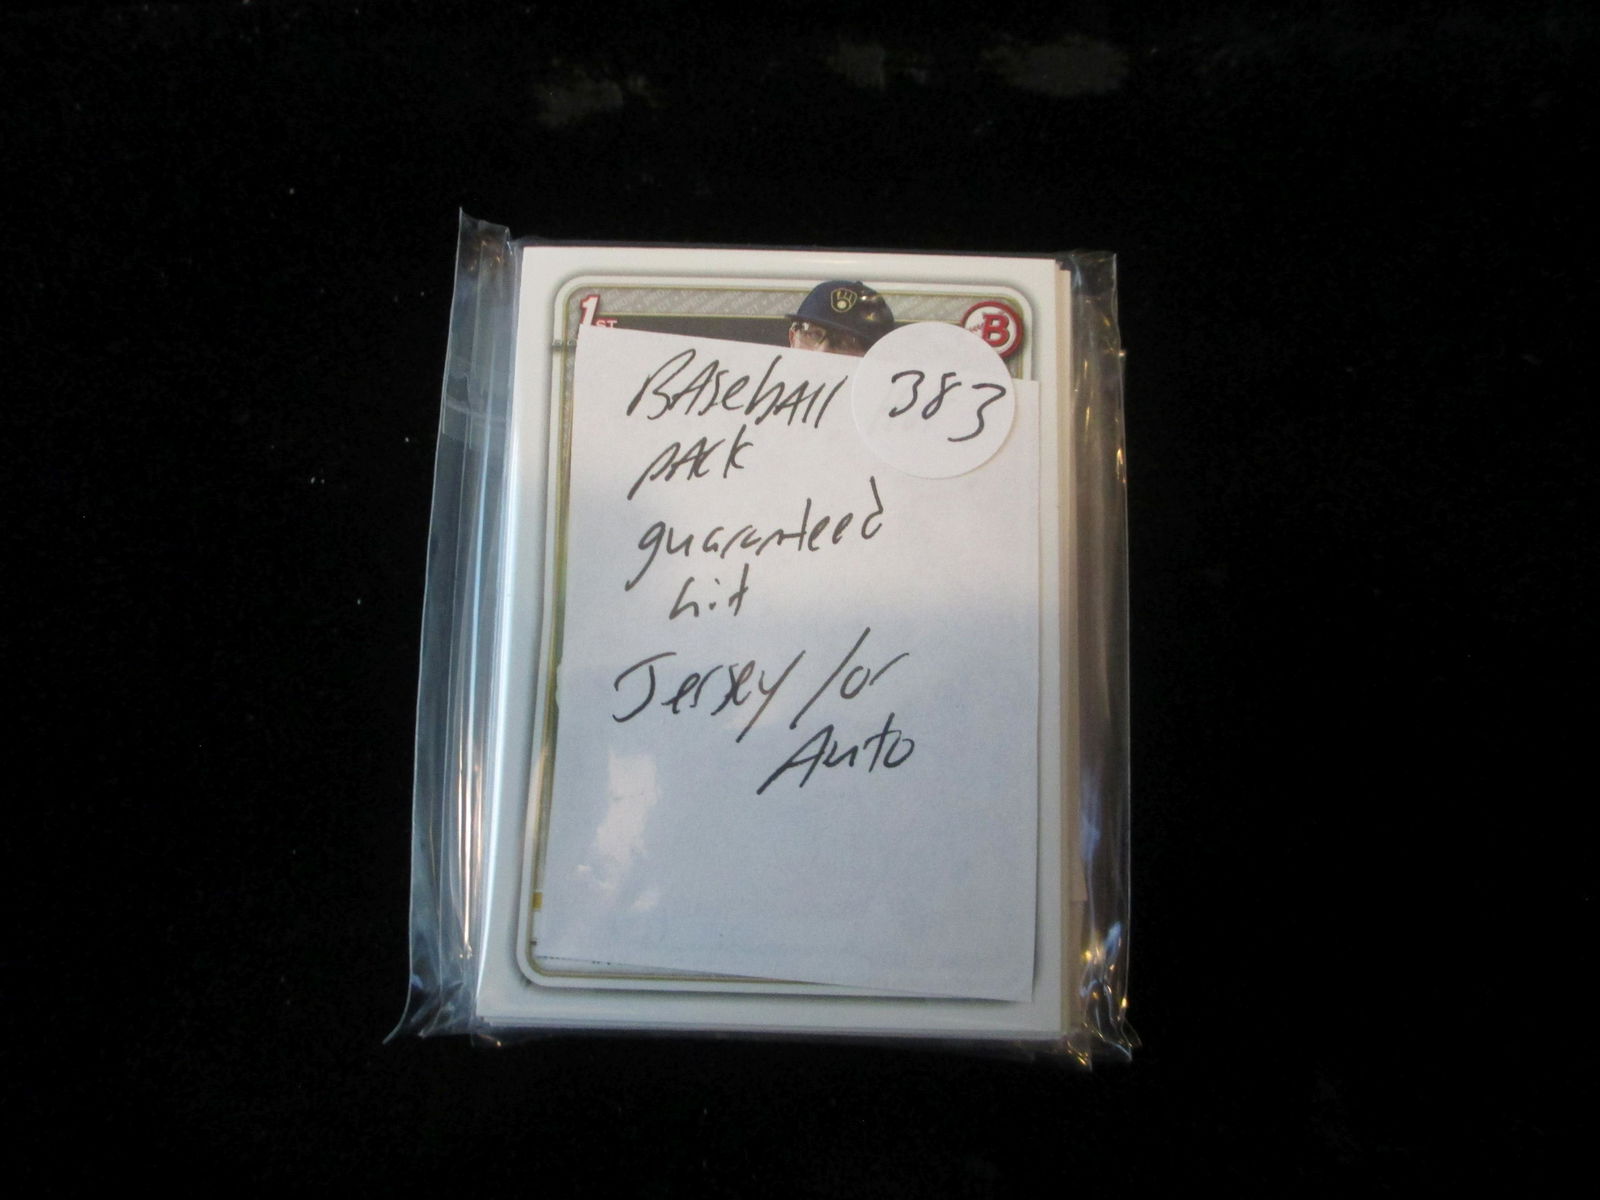 1ST
B
BAseBAll 383
pAck
guaranteed
hit
Jersey /or
Auto